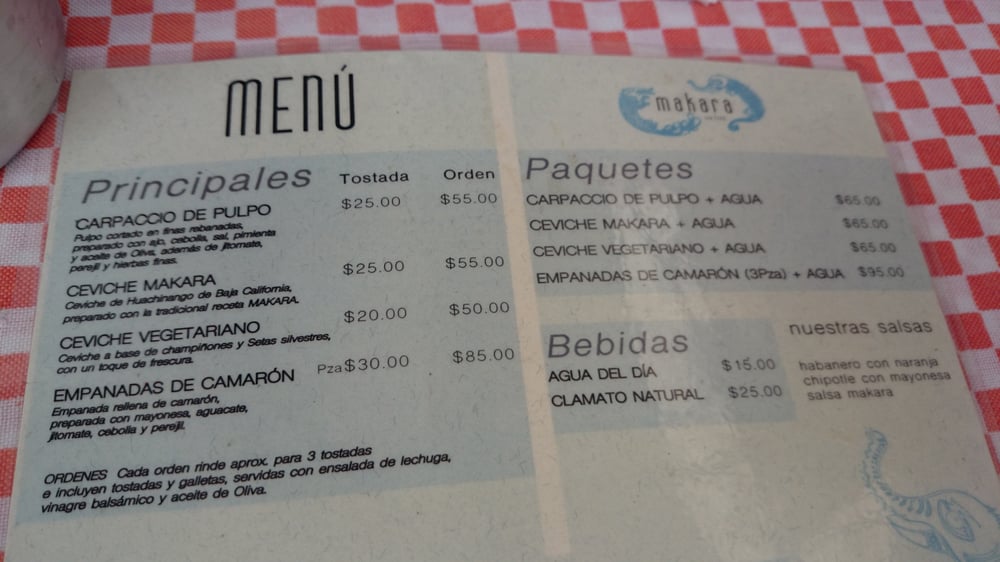 MENÚ
makara
Principales Tostada Orden
CARPACCIO DE PULPO $25.00 $55.00
Pulpo cortado en finas rebanadas,
preparado con ajo, cebolla, sal, pimienta
y aceite de Oliva, además de jitomate,
perejil y hierbas finas.
CEVICHE MAKARA $25.00 $55.00
Ceviche de Huachinango de Baja California,
preparado con la tradicional receta MAKARA.
CEVICHE VEGETARIANO $20.00 $50.00
Ceviche a base de champiñones y Setas silvestres,
con un toque de frescura.
EMPANADAS DE CAMARÓN Pza $30.00 $85.00
Empanada rellena de camarón,
preparada con mayonesa, aguacate,
jitomate, cebolla y perejil.
ORDENES Cada orden rinde aprox. para 3 tostadas
e incluyen tostadas y galletas, servidas con ensalada de lechuga,
vinagre balsámico y aceite de Oliva.
Paquetes
CARPACCIO DE PULPO + AGUA $65.00
CEVICHE MAKARA + AGUA $65.00
CEVICHE VEGETARIANO + AGUA $65.00
EMPANADAS DE CAMARÓN (3Pza) + AGUA $95.00
Bebidas
AGUA DEL DÍA $15.00
CLAMATO NATURAL $25.00
nuestras salsas
habanero con naranja
chipotle con mayonesa
salsa makara